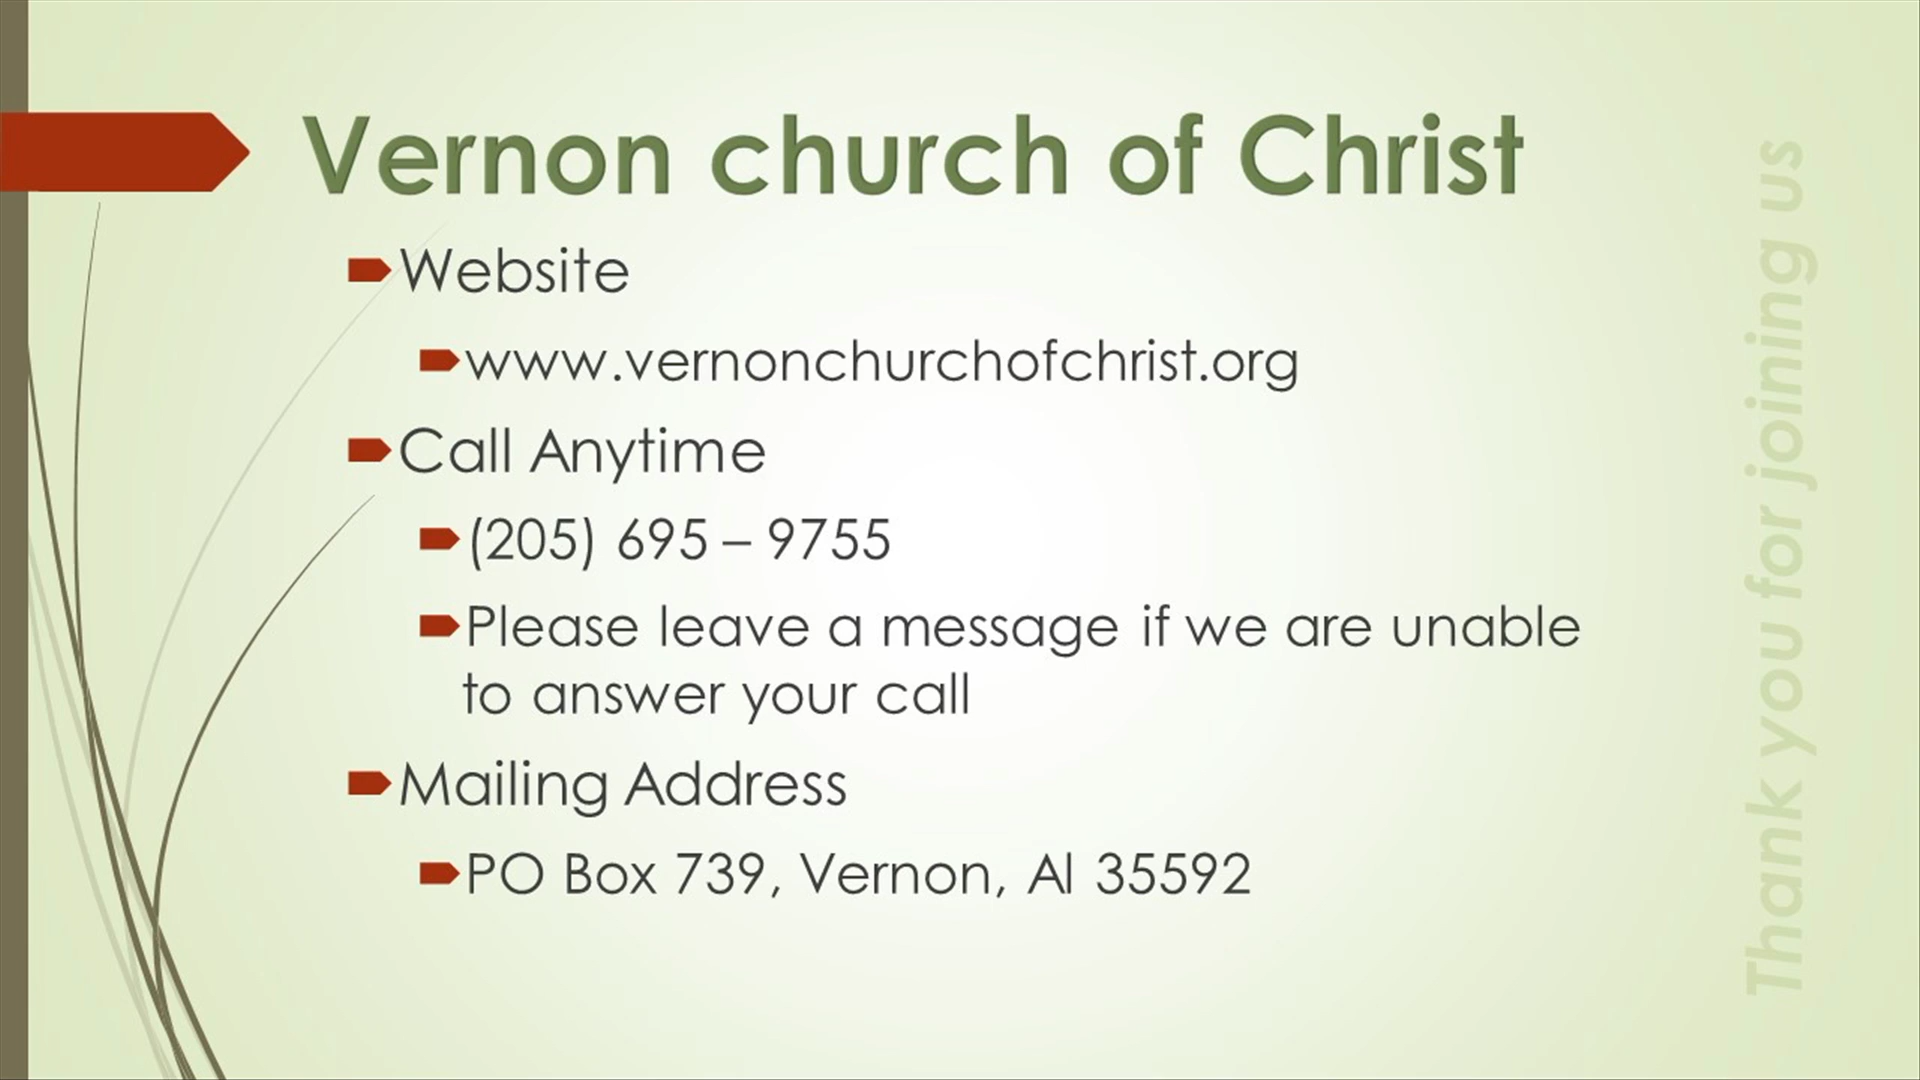 Vernon church of Christ
Website
www.vernonchurchofchrist.org
Call Anytime
(205) 695 – 9755
Please leave a message if we are unable
to answer your call
Mailing Address
PO Box 739, Vernon, Al 35592
Thank you for joining us